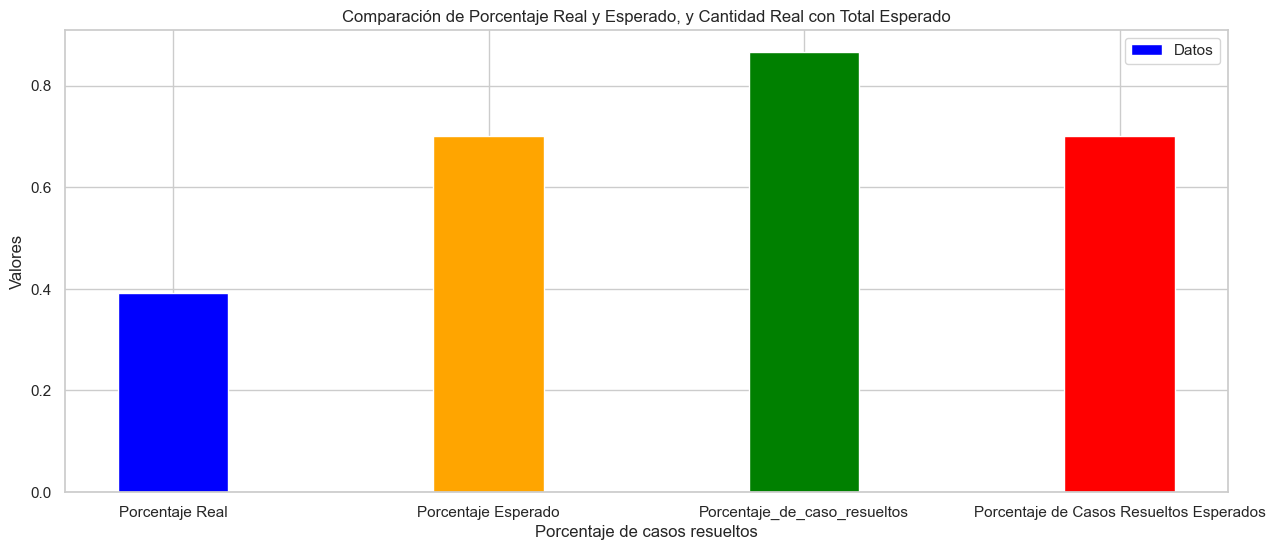 Comparación de Porcentaje Real y Esperado, y Cantidad Real con Total Esperado
Datos
Valores
0.8
0.6
0.4
0.2
0.0
Porcentaje Real
Porcentaje Esperado
Porcentaje_de_caso_resueltos
Porcentaje de Casos Resueltos Esperados
Porcentaje de casos resueltos